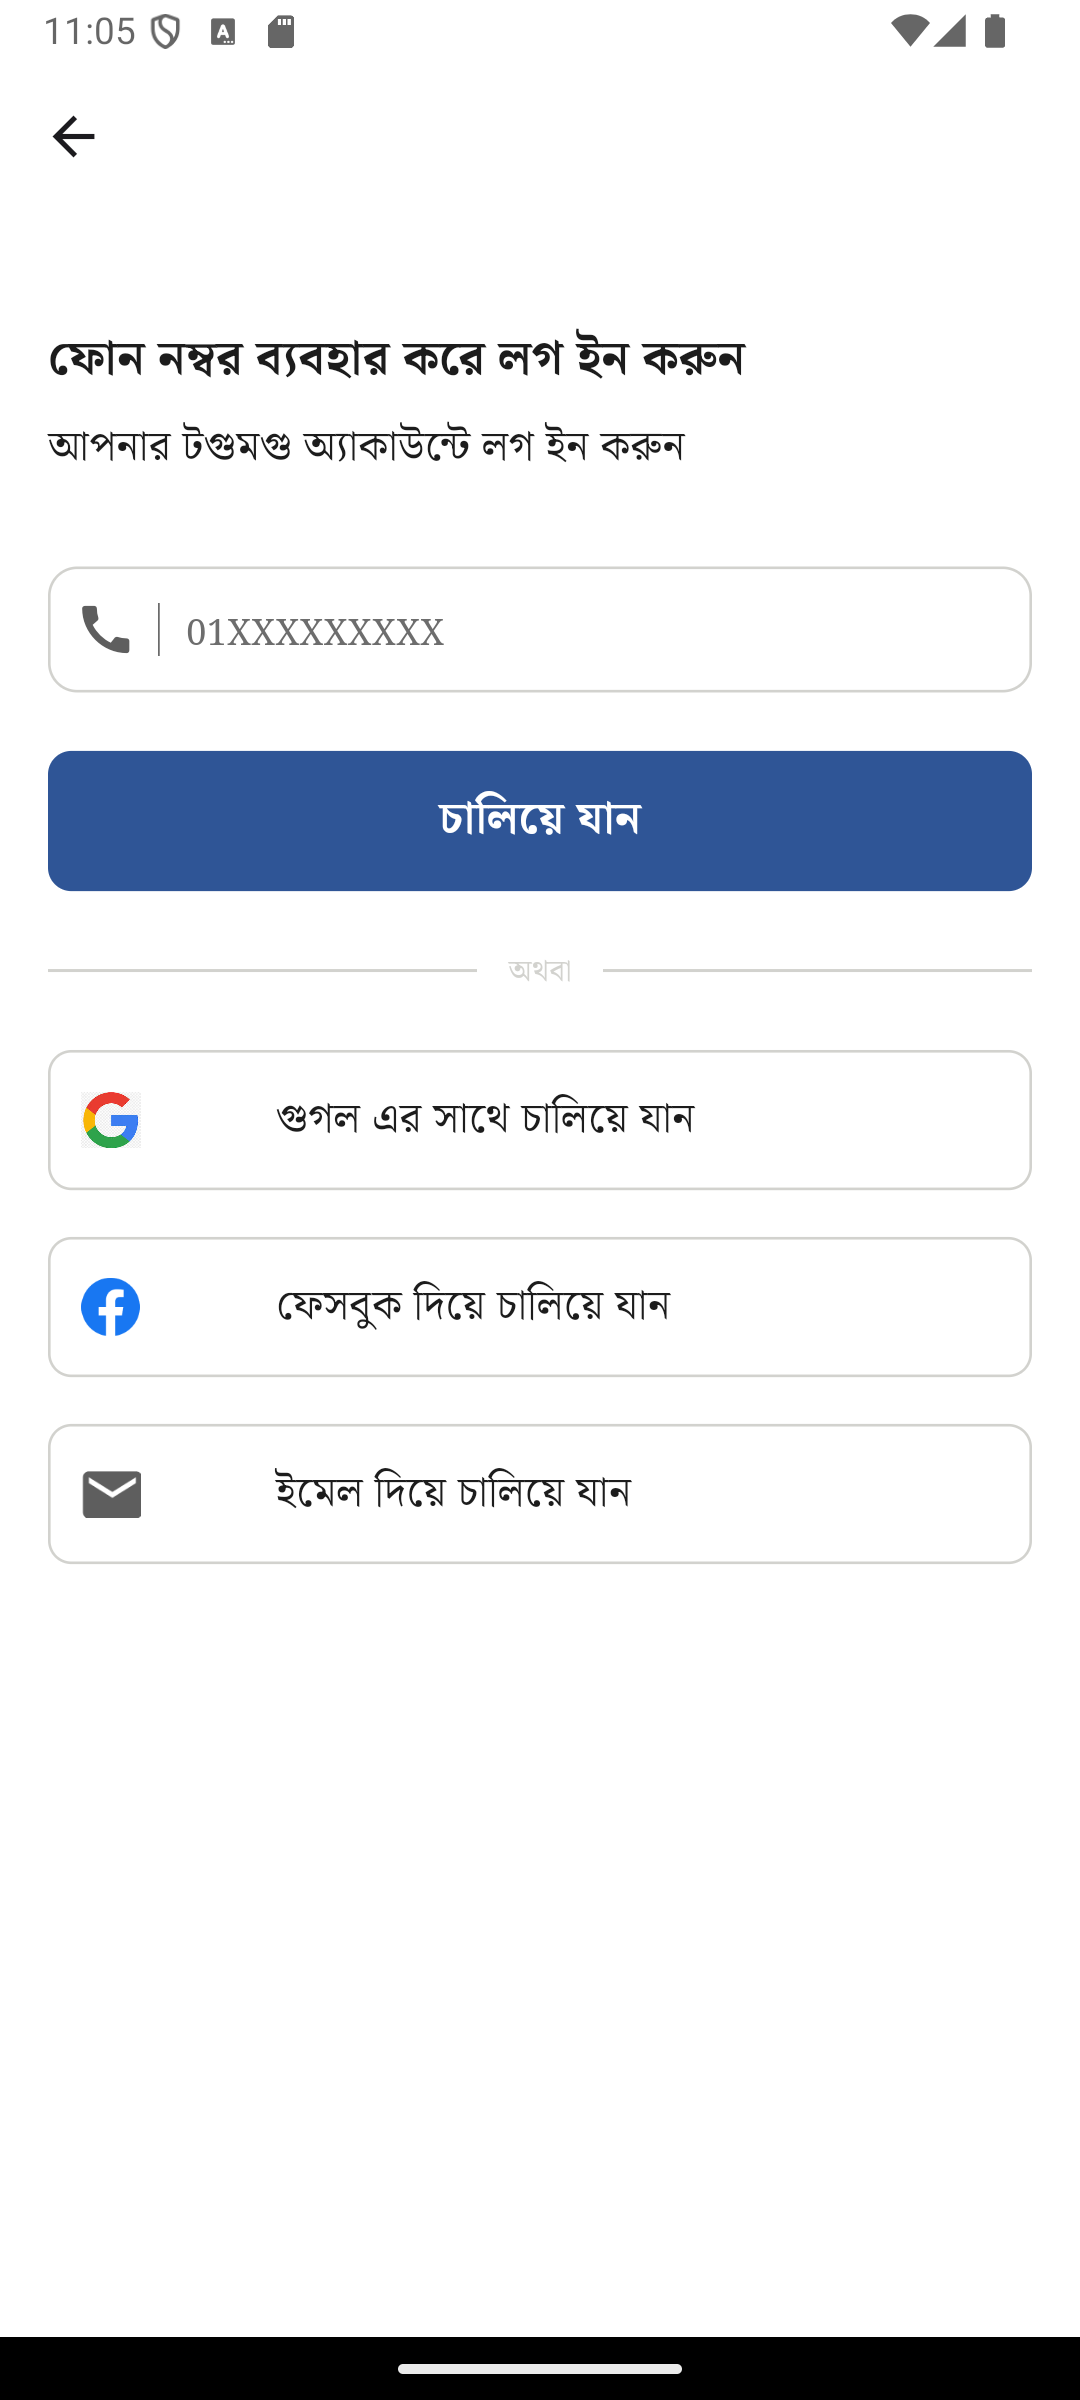 11:05
ফোন নম্বর ব্যবহার করে লগ ইন করুন
আপনার টগুমগু অ্যাকাউন্টে লগ ইন করুন
01XXXXXXXXX
চালিয়ে যান
অথবা
গুগল এর সাথে চালিয়ে যান
ফেসবুক দিয়ে চালিয়ে যান
ইমেল দিয়ে চালিয়ে যান